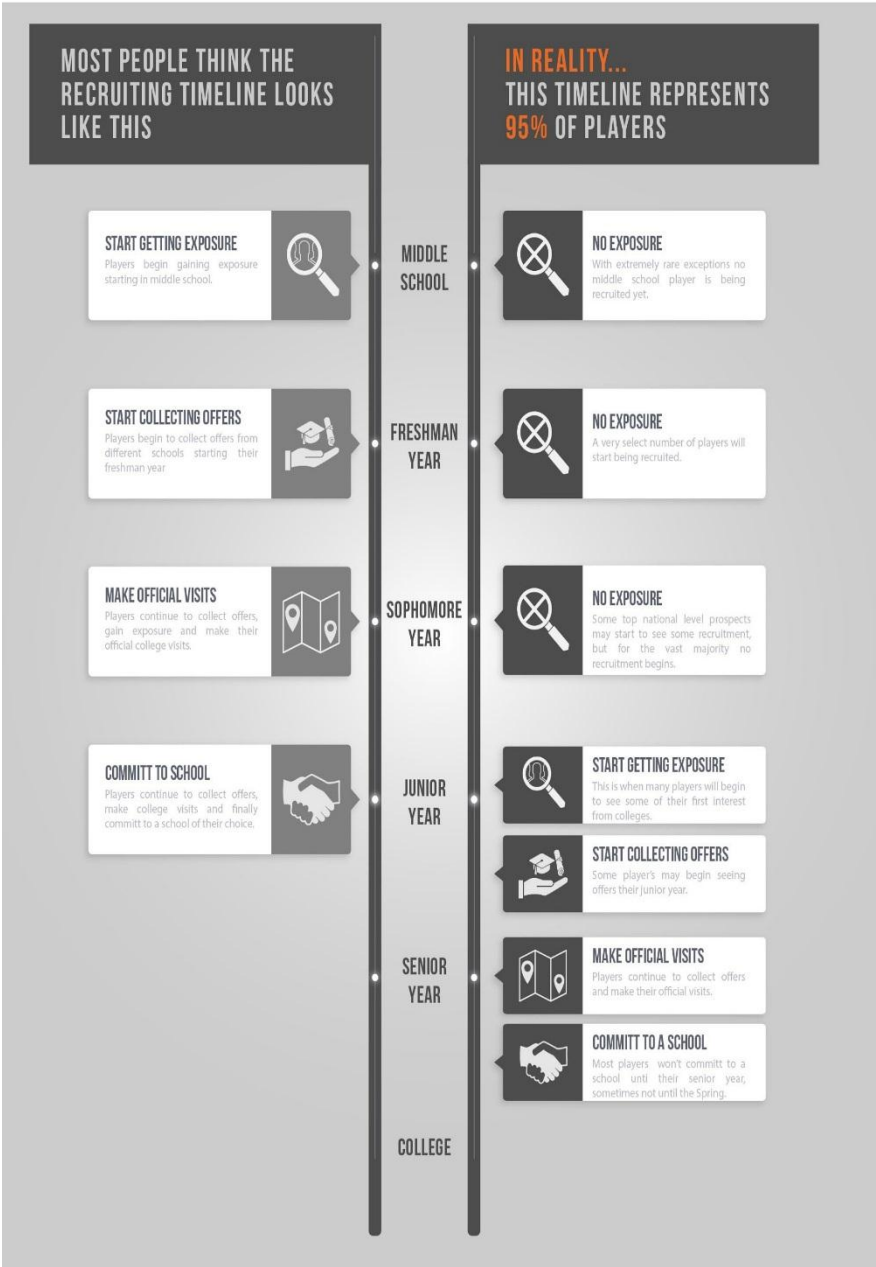 MOST PEOPLE THINK THE
RECRUITING TIMELINE LOOKS
LIKE THIS
IN REALITY...
THIS TIMELINE REPRESENTS
95% OF PLAYERS
START GETTING EXPOSURE
Players begin gaining exposure
starting in middle school.
MIDDLE
SCHOOL
NO EXPOSURE
With extremely rare exceptions no
middle school player is being
recruited yet.
START COLLECTING OFFERS
Players begin to collect offers from
different schools starting their
freshman year
FRESHMAN
YEAR
NO EXPOSURE
A very select number of players will
start being recruited.
MAKE OFFICIAL VISITS
Players continue to collect offers,
gain exposure and make their
official college visits.
SOPHOMORE
YEAR
NO EXPOSURE
Some top national level prospects
may start to see some recruitment,
but for the vast majority no
recruitment begins.
COMMITT TO SCHOOL
Players continue to collect offers,
make college visits and finally
committ to a school of their choice.
JUNIOR
YEAR
START GETTING EXPOSURE
This is when many players will begin
to see some of their first interest
from colleges.
START COLLECTING OFFERS
Some player's may begin seeing
offers their junior year.
SENIOR
YEAR
MAKE OFFICIAL VISITS
Players continue to collect offers
and make their official visits.
COMMITT TO A SCHOOL
Most players won't committ to a
school unti their senior year,
sometimes not until the Spring.
COLLEGE